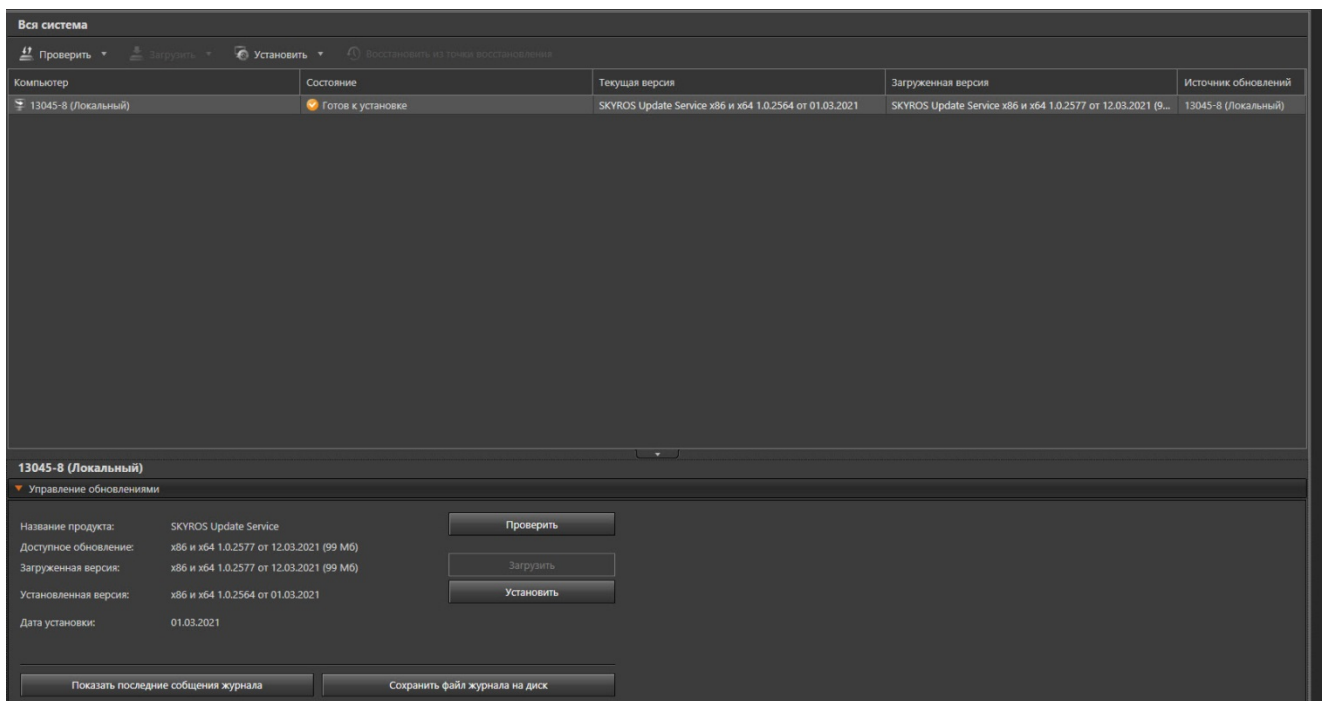 Вся система
Проверить Загрузить Установить Восстановить из точки восстановления
Компьютер Состояние Текущая версия Загруженная версия Источник обновлений
13045-8 (Локальный) Готов к установке SKYROS Update Service x86 и x64 1.0.2564 от 01.03.2021 SKYROS Update Service x86 и x64 1.0.2577 от 12.03.2021 (9... 13045-8 (Локальный)
13045-8 (Локальный)
Управление обновлениями
Название продукта: SKYROS Update Service Проверить
Доступное обновление: x86 и x64 1.0.2577 от 12.03.2021 (99 Мб)
Загруженная версия: x86 и x64 1.0.2577 от 12.03.2021 (99 Мб) Загрузить
Установленная версия: x86 и x64 1.0.2564 от 01.03.2021 Установить
Дата установки: 01.03.2021
Показать последние собщения журнала Сохранить файл журнала на диск